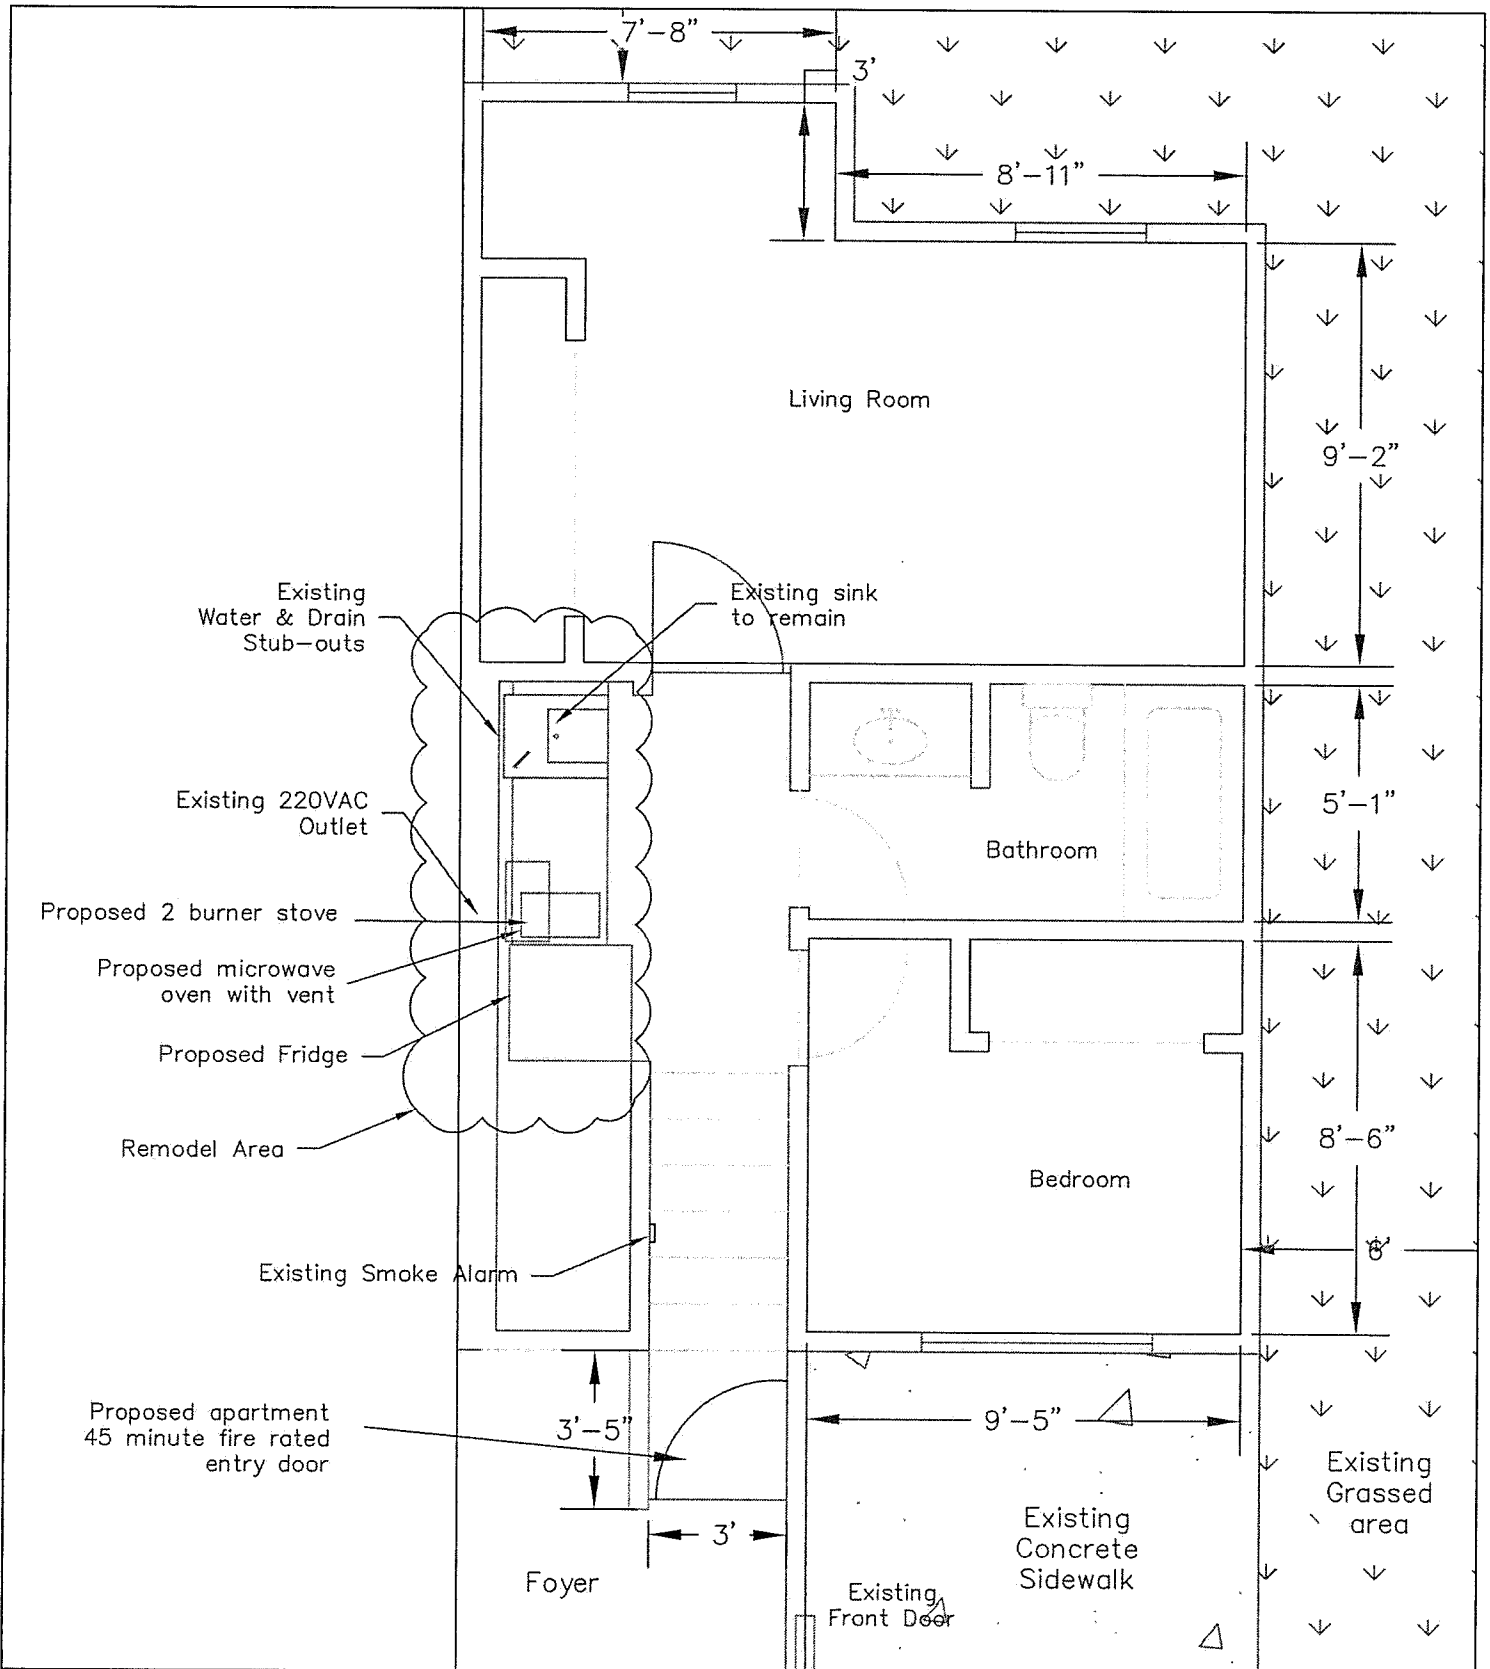 7'-8"
3'
8'-11"
Living Room
9'-2"
Existing
Water & Drain
Stub-outs
Existing sink
to remain
Existing 220VAC
Outlet
5'-1"
Bathroom
Proposed 2 burner stove
Proposed microwave
oven with vent
Proposed Fridge
Remodel Area
8'-6"
Bedroom
6'
Existing Smoke Alarm
Proposed apartment
45 minute fire rated
entry door
3'-5"
9'-5"
Existing
Grassed
area
3'
Existing
Concrete
Sidewalk
Foyer
Existing
Front Door